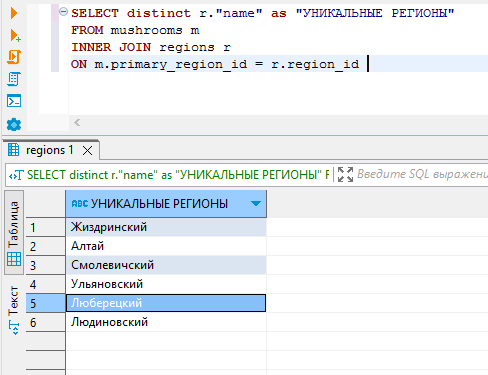 SELECT distinct r."name" as "УНИКАЛЬНЫЕ РЕГИОНЫ"
FROM mushrooms m
INNER JOIN regions r
ON m.primary_region_id = r.region_id
regions 1
SELECT distinct r."name" as "УНИКАЛЬНЫЕ РЕГИОНЫ" F
Введите SQL выражен
Таблица
Текст
ABC УНИКАЛЬНЫЕ РЕГИОНЫ
1 Жиздринский
2 Алтай
3 Смолевичский
4 Ульяновский
5 Люберецкий
6 Людиновский